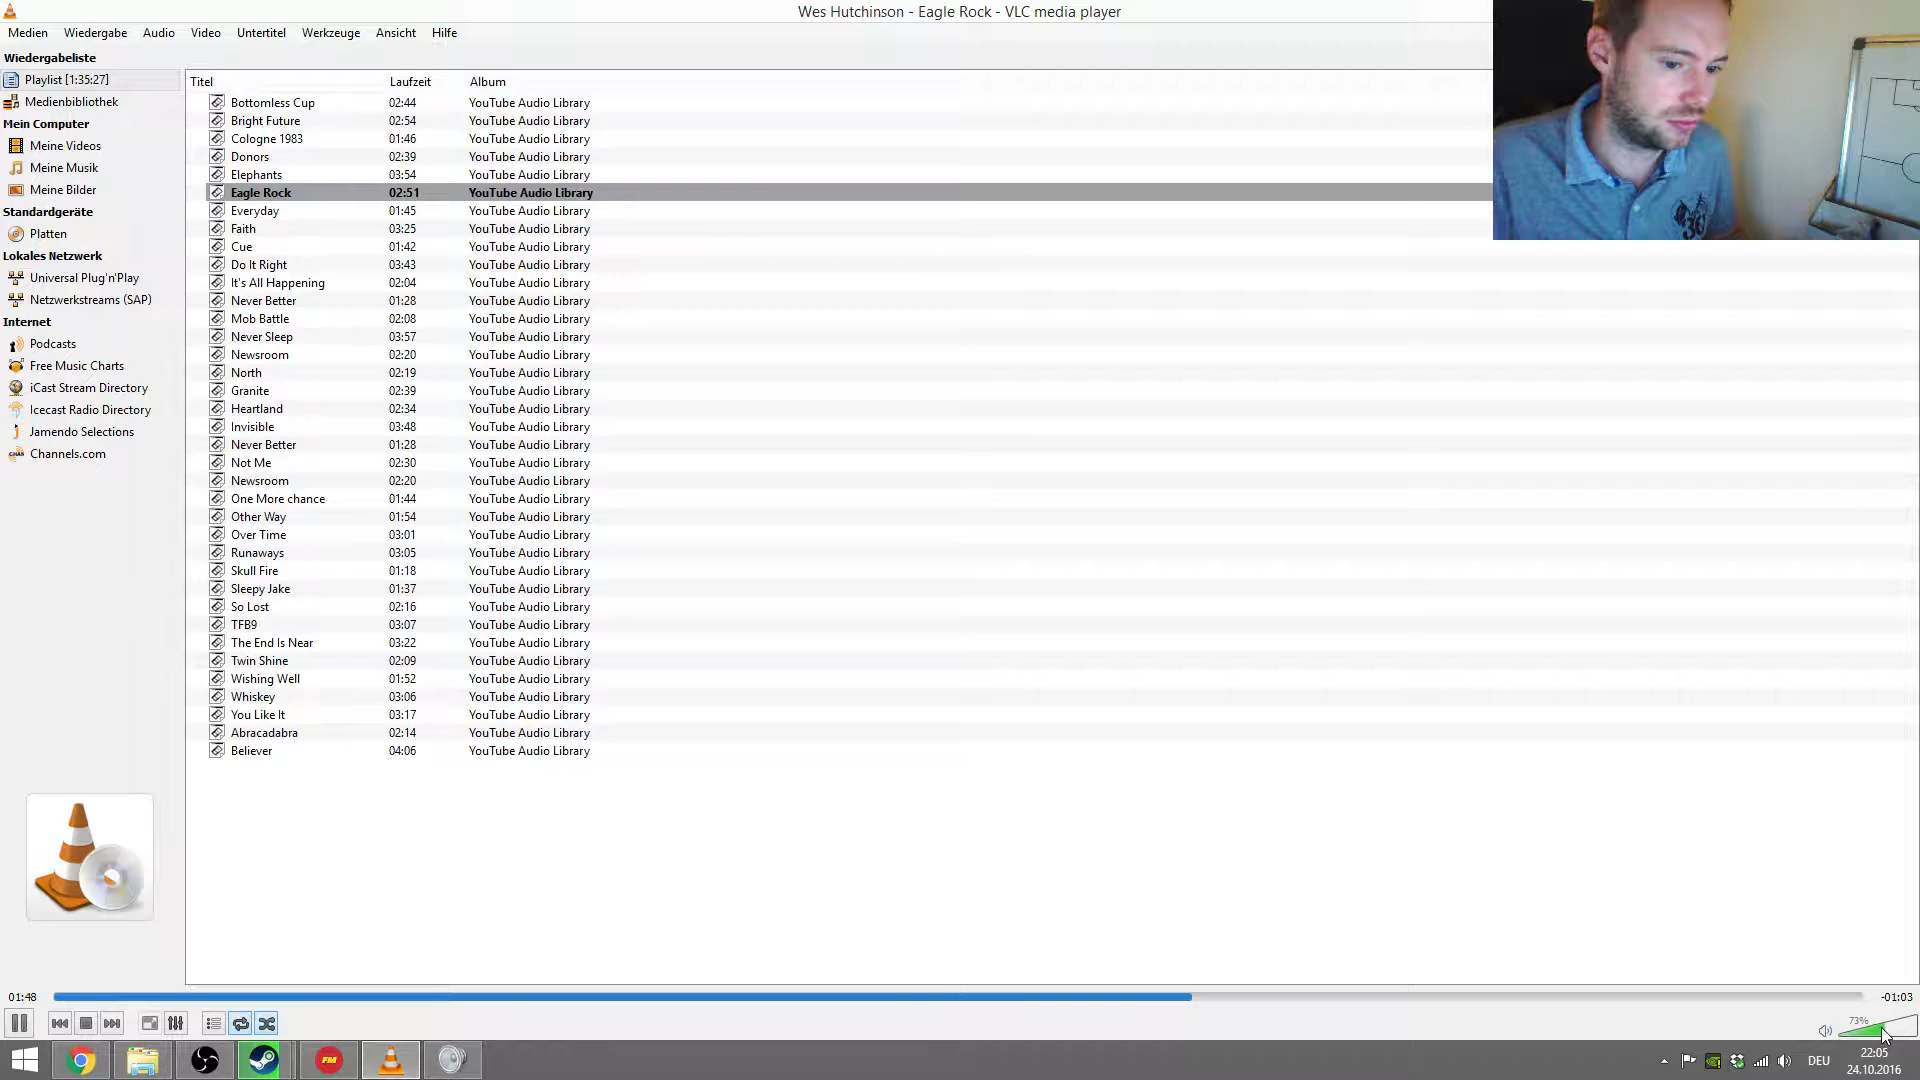 Wes Hutchinson - Eagle Rock - VLC media player
Medien Wiedergabe Audio Video Untertitel Werkzeuge Ansicht Hilfe
Wiedergabeliste
Playlist [1:35:27]
Medienbibliothek
Mein Computer
Meine Videos
Meine Musik
Meine Bilder
Standardgeräte
Platten
Lokales Netzwerk
Universal Plug'n'Play
Netzwerkstreams (SAP)
Internet
Podcasts
Free Music Charts
iCast Stream Directory
Icecast Radio Directory
Jamendo Selections
Channels.com
Titel Laufzeit Album
Bottomless Cup 02:44 YouTube Audio Library
Bright Future 02:54 YouTube Audio Library
Cologne 1983 01:46 YouTube Audio Library
Donors 02:39 YouTube Audio Library
Elephants 03:54 YouTube Audio Library
Eagle Rock 02:51 YouTube Audio Library
Everyday 01:45 YouTube Audio Library
Faith 03:25 YouTube Audio Library
Cue 01:42 YouTube Audio Library
Do It Right 03:43 YouTube Audio Library
It's All Happening 02:04 YouTube Audio Library
Never Better 01:28 YouTube Audio Library
Mob Battle 02:08 YouTube Audio Library
Never Sleep 03:57 YouTube Audio Library
Newsroom 02:20 YouTube Audio Library
North 02:19 YouTube Audio Library
Granite 02:39 YouTube Audio Library
Heartland 02:34 YouTube Audio Library
Invisible 03:48 YouTube Audio Library
Never Better 01:28 YouTube Audio Library
Not Me 02:30 YouTube Audio Library
Newsroom 02:20 YouTube Audio Library
One More chance 01:44 YouTube Audio Library
Other Way 01:54 YouTube Audio Library
Over Time 03:01 YouTube Audio Library
Runaways 03:05 YouTube Audio Library
Skull Fire 01:18 YouTube Audio Library
Sleepy Jake 01:37 YouTube Audio Library
So Lost 02:16 YouTube Audio Library
TFB9 03:07 YouTube Audio Library
The End Is Near 03:22 YouTube Audio Library
Twin Shine 02:09 YouTube Audio Library
Wishing Well 01:52 YouTube Audio Library
Whiskey 03:06 YouTube Audio Library
You Like It 03:17 YouTube Audio Library
Abracadabra 02:14 YouTube Audio Library
Believer 04:06 YouTube Audio Library
01:48 -01:03
73%
FM
DEU
22:05
24.10.2016